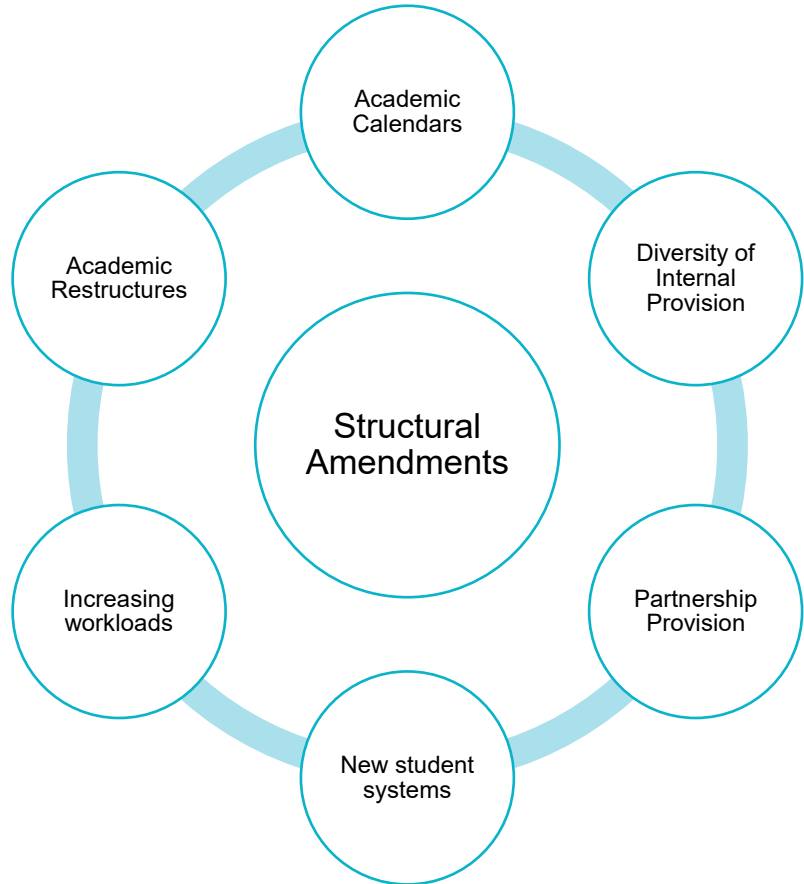 Academic
Calendars
Diversity of
Internal
Provision
Academic
Restructures
Structural
Amendments
Increasing
workloads
Partnership
Provision
New student
systems